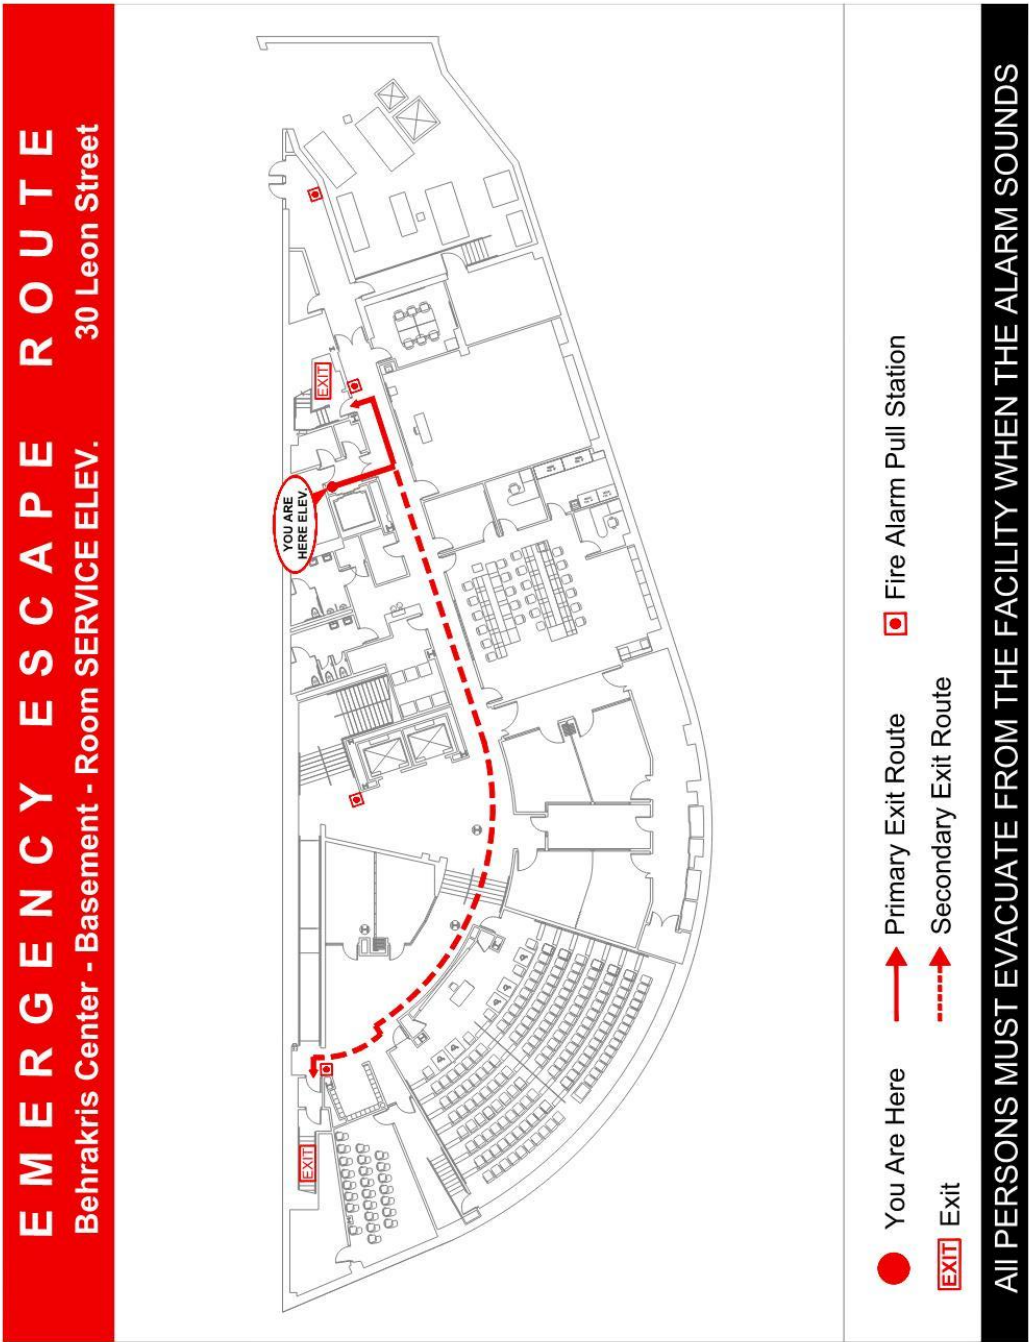 EMERGENCY ESCAPE ROUTE
Behrakis Center - Basement - Room SERVICE ELEV.
30 Leon Street
EXIT
YOU ARE
HERE ELEV.
EXIT
You Are Here
Primary Exit Route
Fire Alarm Pull Station
EXIT Exit
Secondary Exit Route
All PERSONS MUST EVACUATE FROM THE FACILITY WHEN THE ALARM SOUNDS